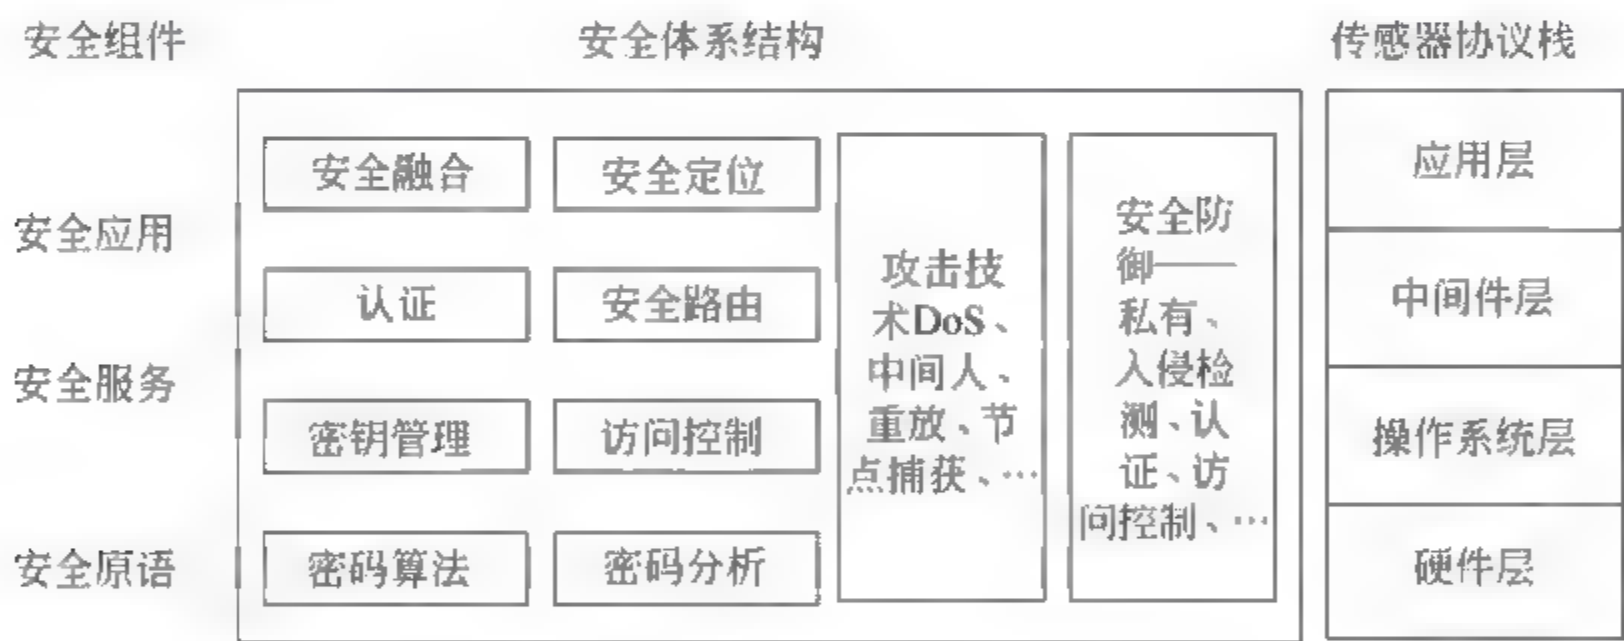 安全组件
安全体系结构
传感器协议栈
安全应用
安全服务
安全原语
安全融合
安全定位
认证
安全路由
密钥管理
访问控制
密码算法
密码分析
攻击技
术DoS、
中间人、
重放、节
点捕获、…
安全防
御——
私有、
入侵检
测、认
证、访
问控制、…
应用层
中间件层
操作系统层
硬件层